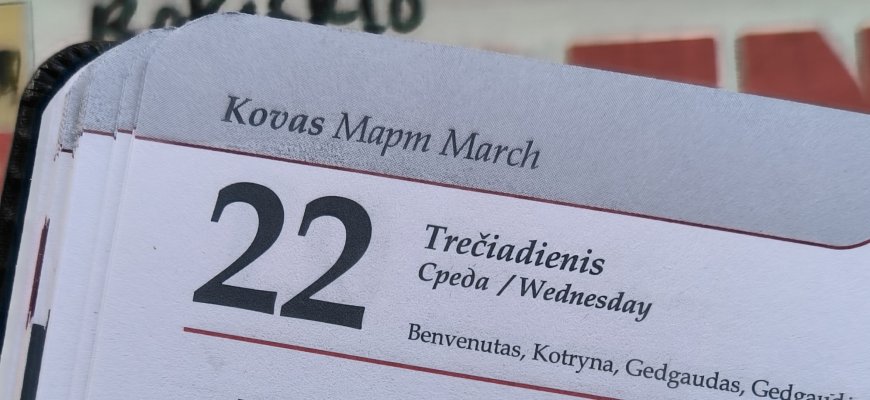 Kovas Март March
22
Trečiadienis
Среда / Wednesday
Benvenutas, Kotryna, Gedgaudas,